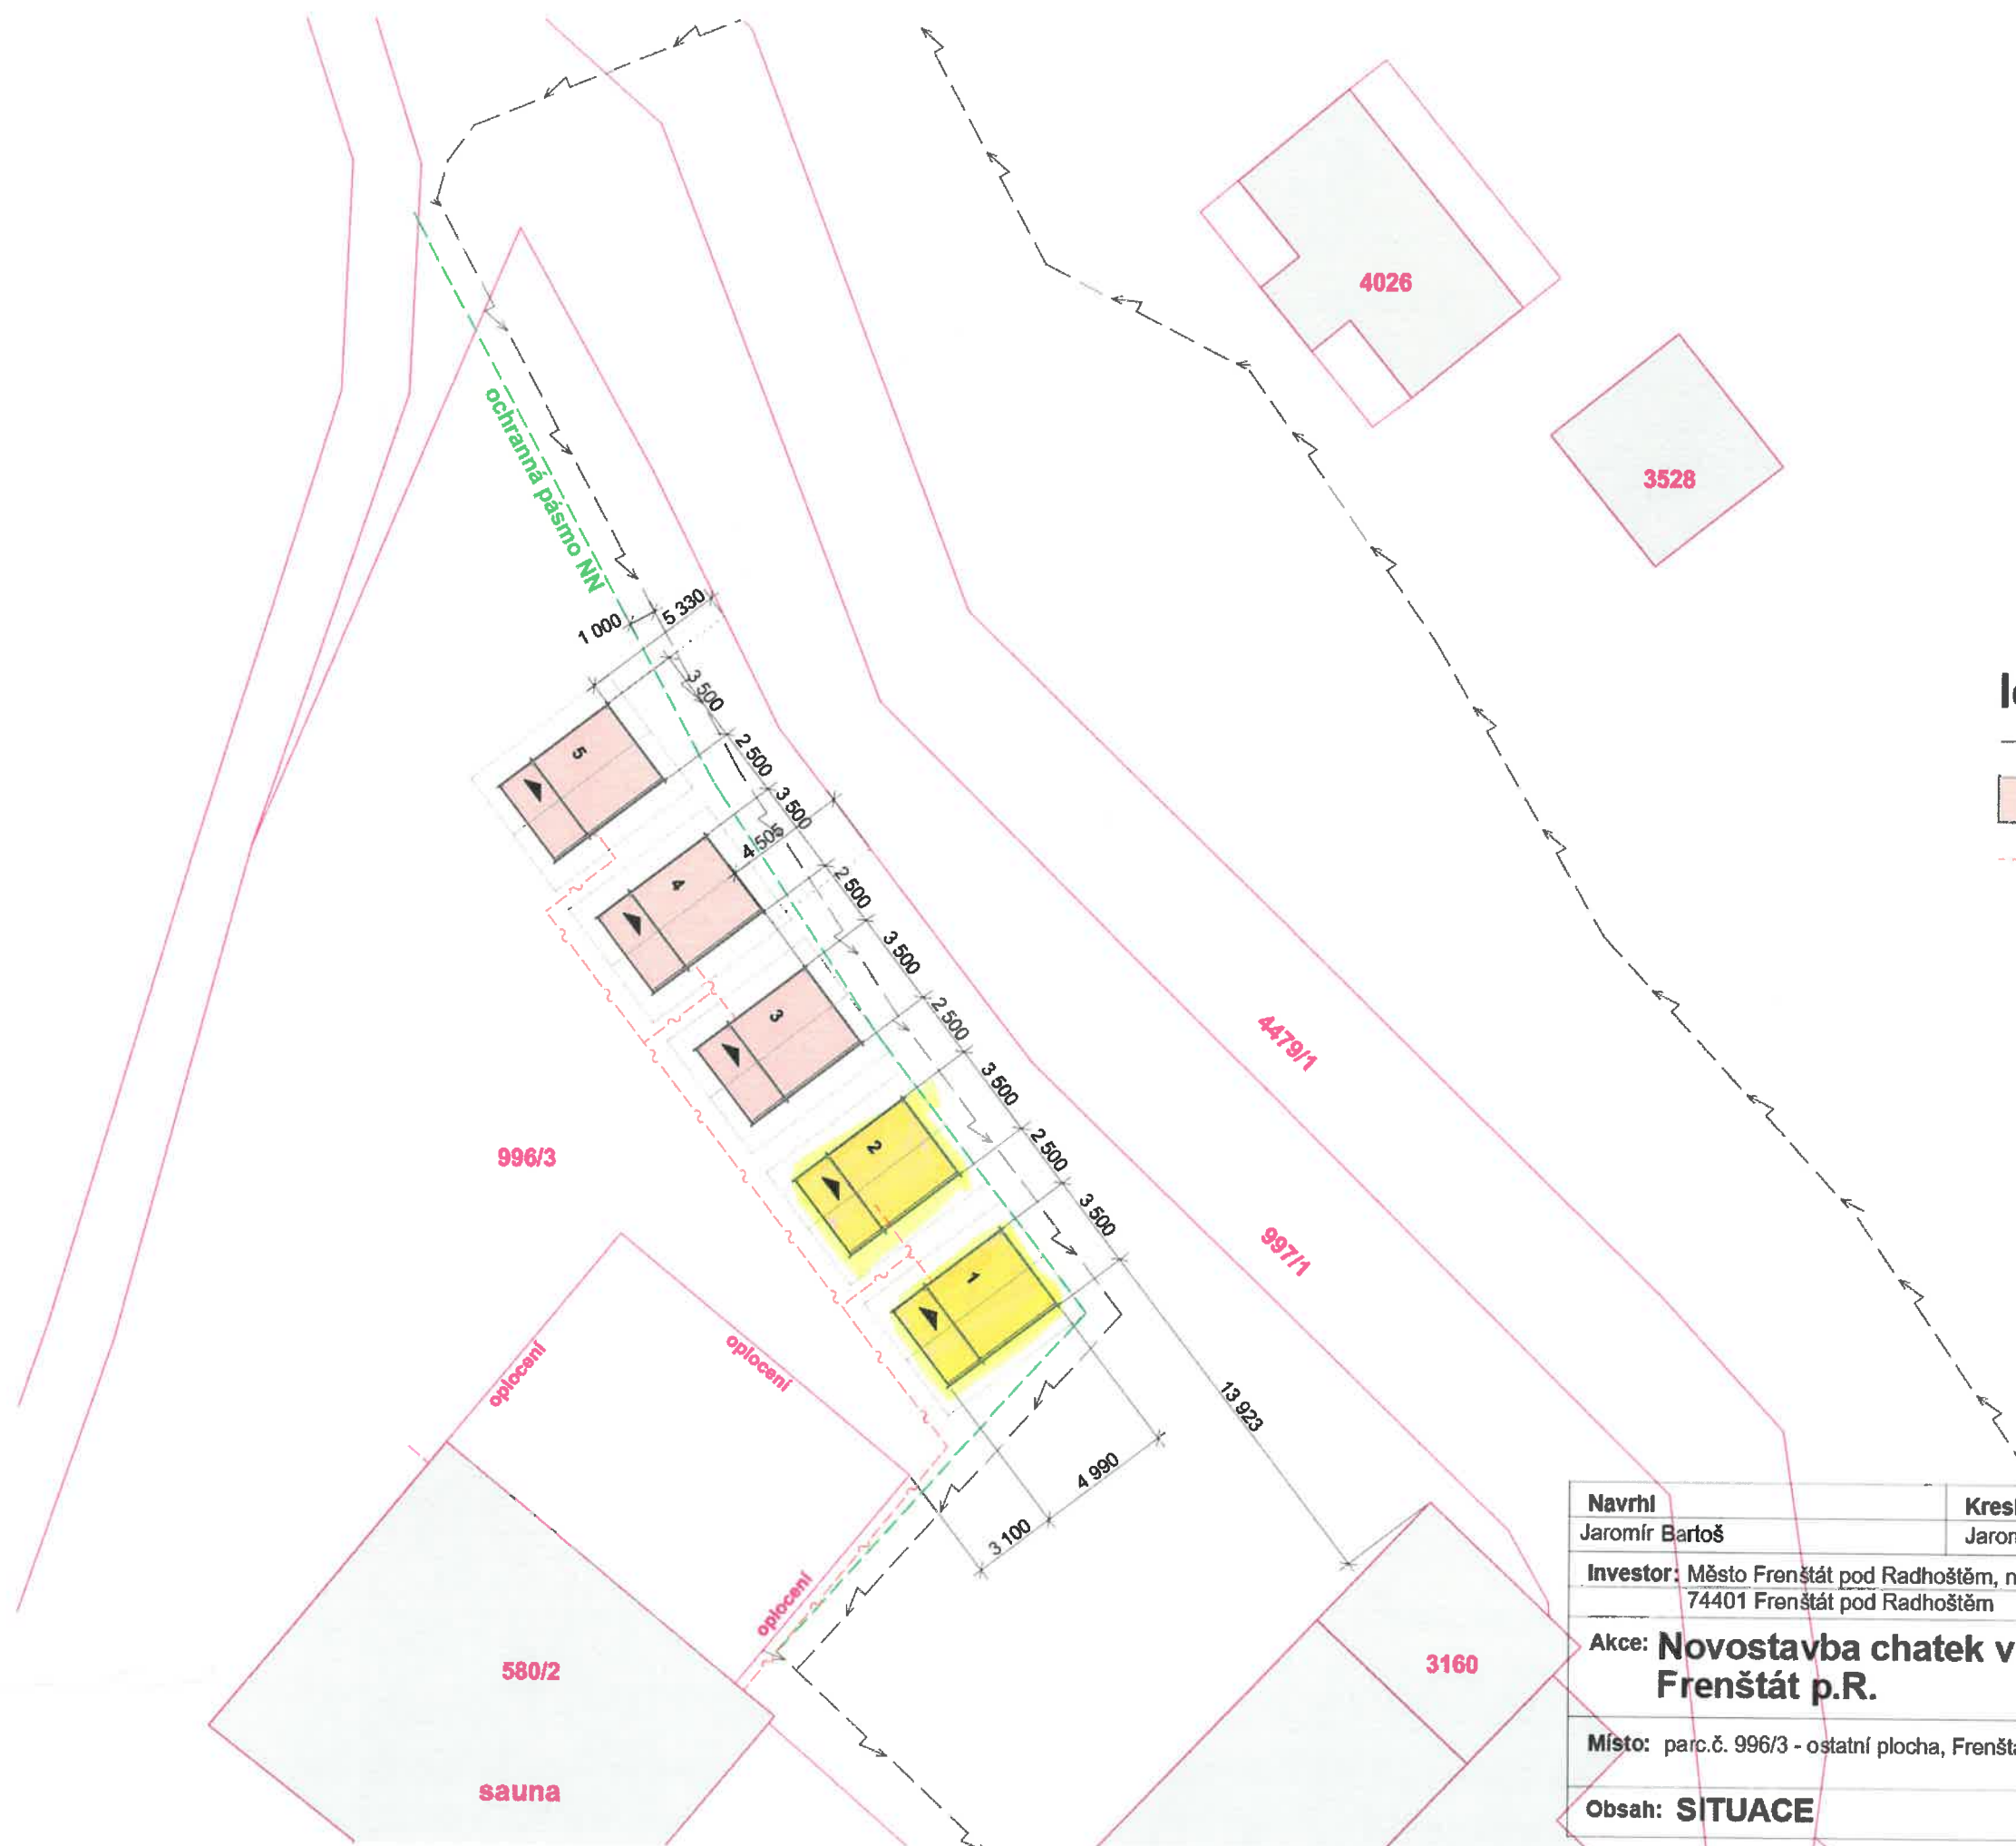 4026
3528
ochranná pásmo NN
1 000
5 330
3 500
2 500
3 500
4 505
2 500
3 500
2 500
3 500
2 500
3 500
5
4
3
2
1
996/3
4479/1
997/1
oplocení
oplocení
oplocení
13 923
4 990
3 100
580/2
sauna
3160
Navrhl
Jaromír Bartoš
Investor: Město Frenštát pod Radhoštěm,
74401 Frenštát pod Radhoštěm
Akce: Novostavba chatek v
Frenštát p.R.
Místo: parc.č. 996/3 - ostatní plocha,
Obsah: SITUACE